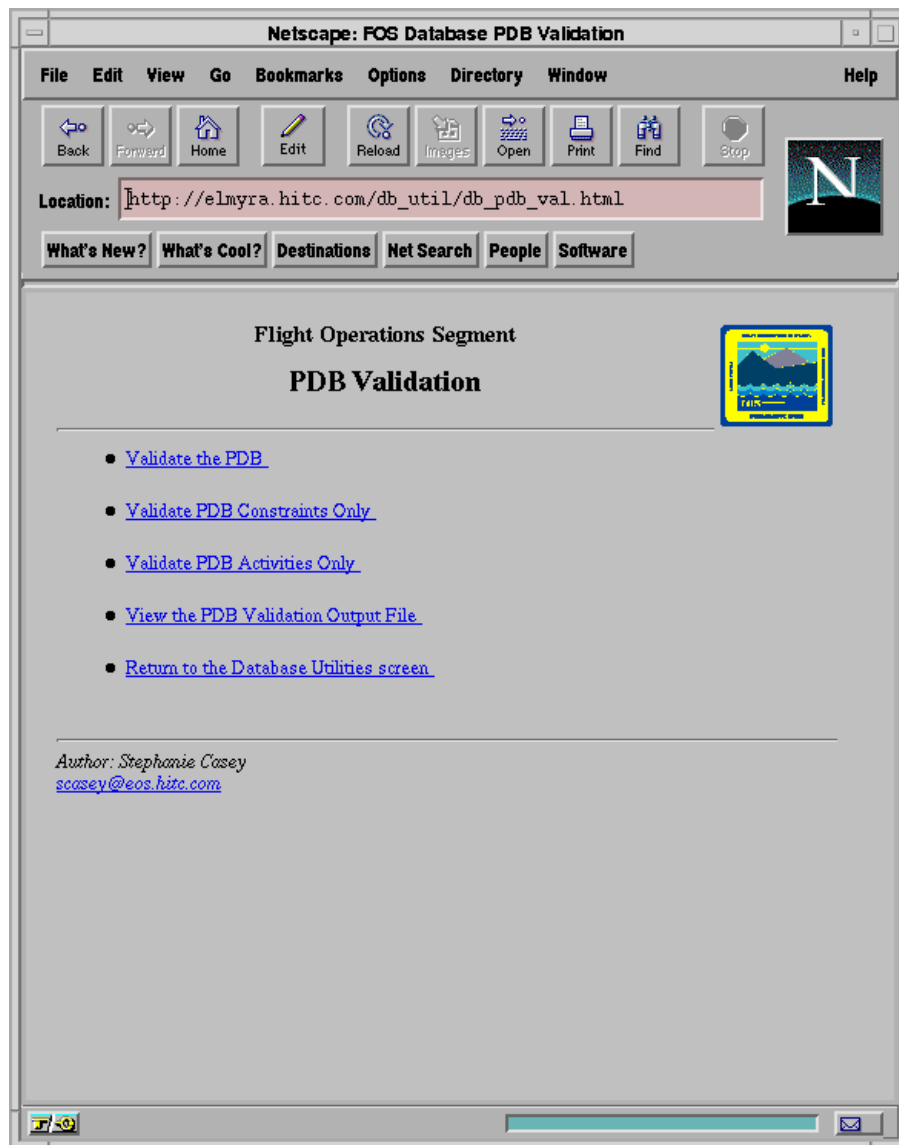 Netscape: FOS Database PDB Validation
File Edit View Go Bookmarks Options Directory Window Help
Back Forward Home Edit Reload Images Open Print Find Stop
N
Location: http://elmyra.hitc.com/db_util/db_pdb_val.html
What's New? What's Cool? Destinations Net Search People Software
Flight Operations Segment
PDB Validation
Validate the PDB
Validate PDB Constraints Only
Validate PDB Activities Only
View the PDB Validation Output File
Return to the Database Utilities screen
Author: Stephanie Casey
scasey@eos.hitc.com